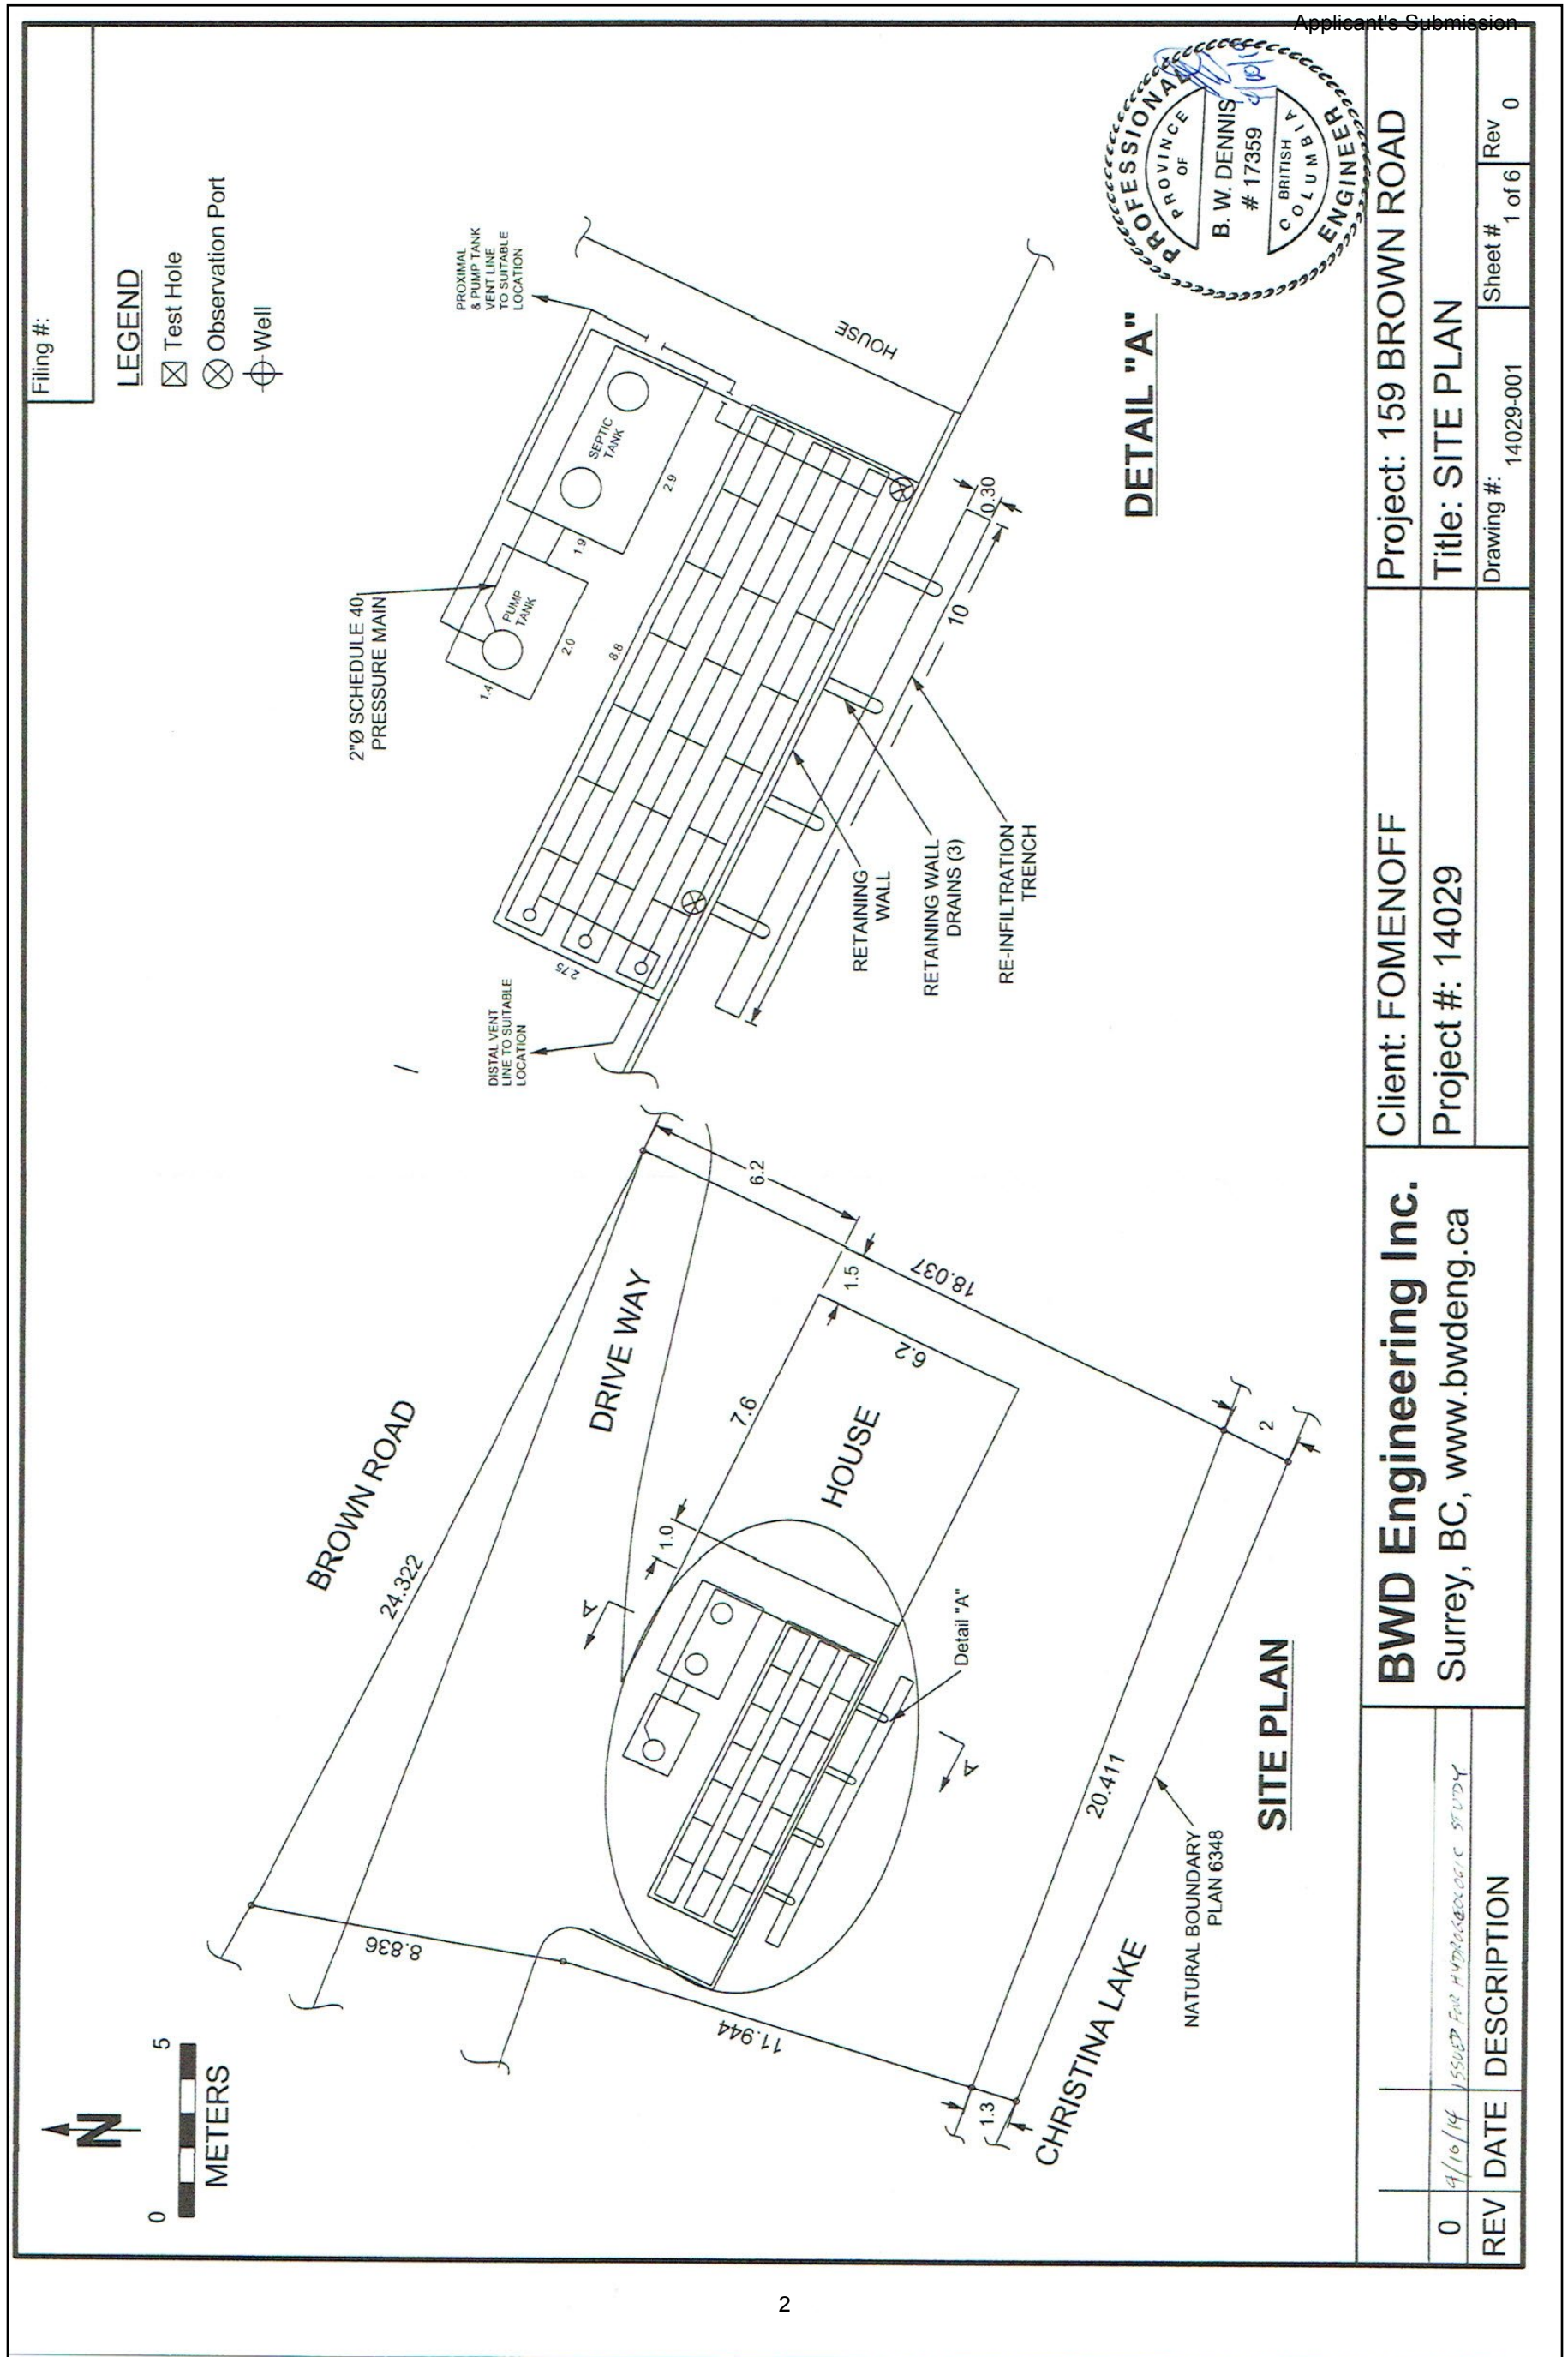 Applicant's Submission
Filing #:
LEGEND
Test Hole
Observation Port
Well
N
0 5
METERS
BROWN ROAD
24.322
DRIVE WAY
8.836
11.944
6.2
1.5
18.037
7.6
6.2
HOUSE
1.0
A
A
Detail "A"
20.411
2
1.3
CHRISTINA LAKE
NATURAL BOUNDARY
PLAN 6348
SITE PLAN
2"Ø SCHEDULE 40
PRESSURE MAIN
PROXIMAL
& PUMP TANK
VENT LINE
TO SUITABLE
LOCATION
SEPTIC
TANK
PUMP
TANK
1.4
2.0
1.9
2.9
8.8
2.75
HOUSE
DISTAL VENT
LINE TO SUITABLE
LOCATION
0.30
10
RETAINING
WALL
RETAINING WALL
DRAINS (3)
RE-INFILTRATION
TRENCH
DETAIL "A"
PROFESSIONAL
PROVINCE
OF
B. W. DENNIS
# 17359
BRITISH
COLUMBIA
ENGINEER
0 9/10/14 ISSUED FOR HYDROGEOLOGIC STUDY
REV DATE DESCRIPTION
BWD Engineering Inc.
Surrey, BC, www.bwdeng.ca
Client: FOMENOFF
Project #: 14029
Project: 159 BROWN ROAD
Title: SITE PLAN
Drawing #: 14029-001
Sheet # 1 of 6
Rev 0
2